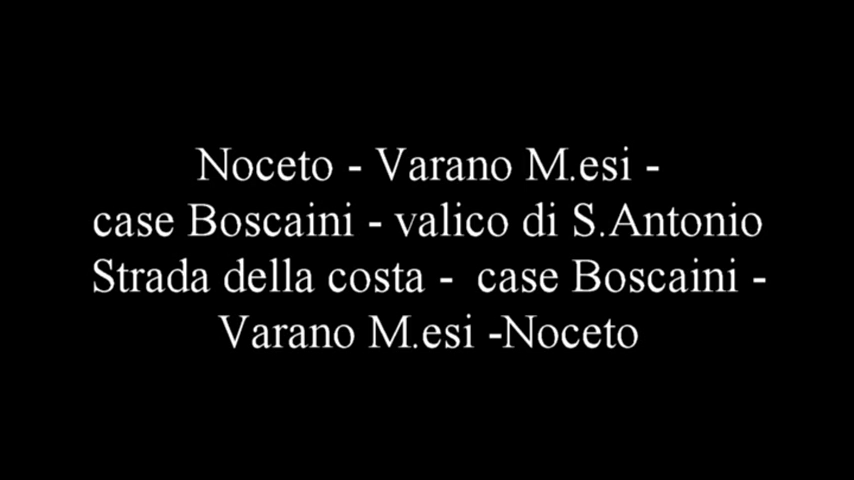 Noceto - Varano M.esi -
case Boscaini - valico di S.Antonio
Strada della costa - case Boscaini -
Varano M.esi -Noceto